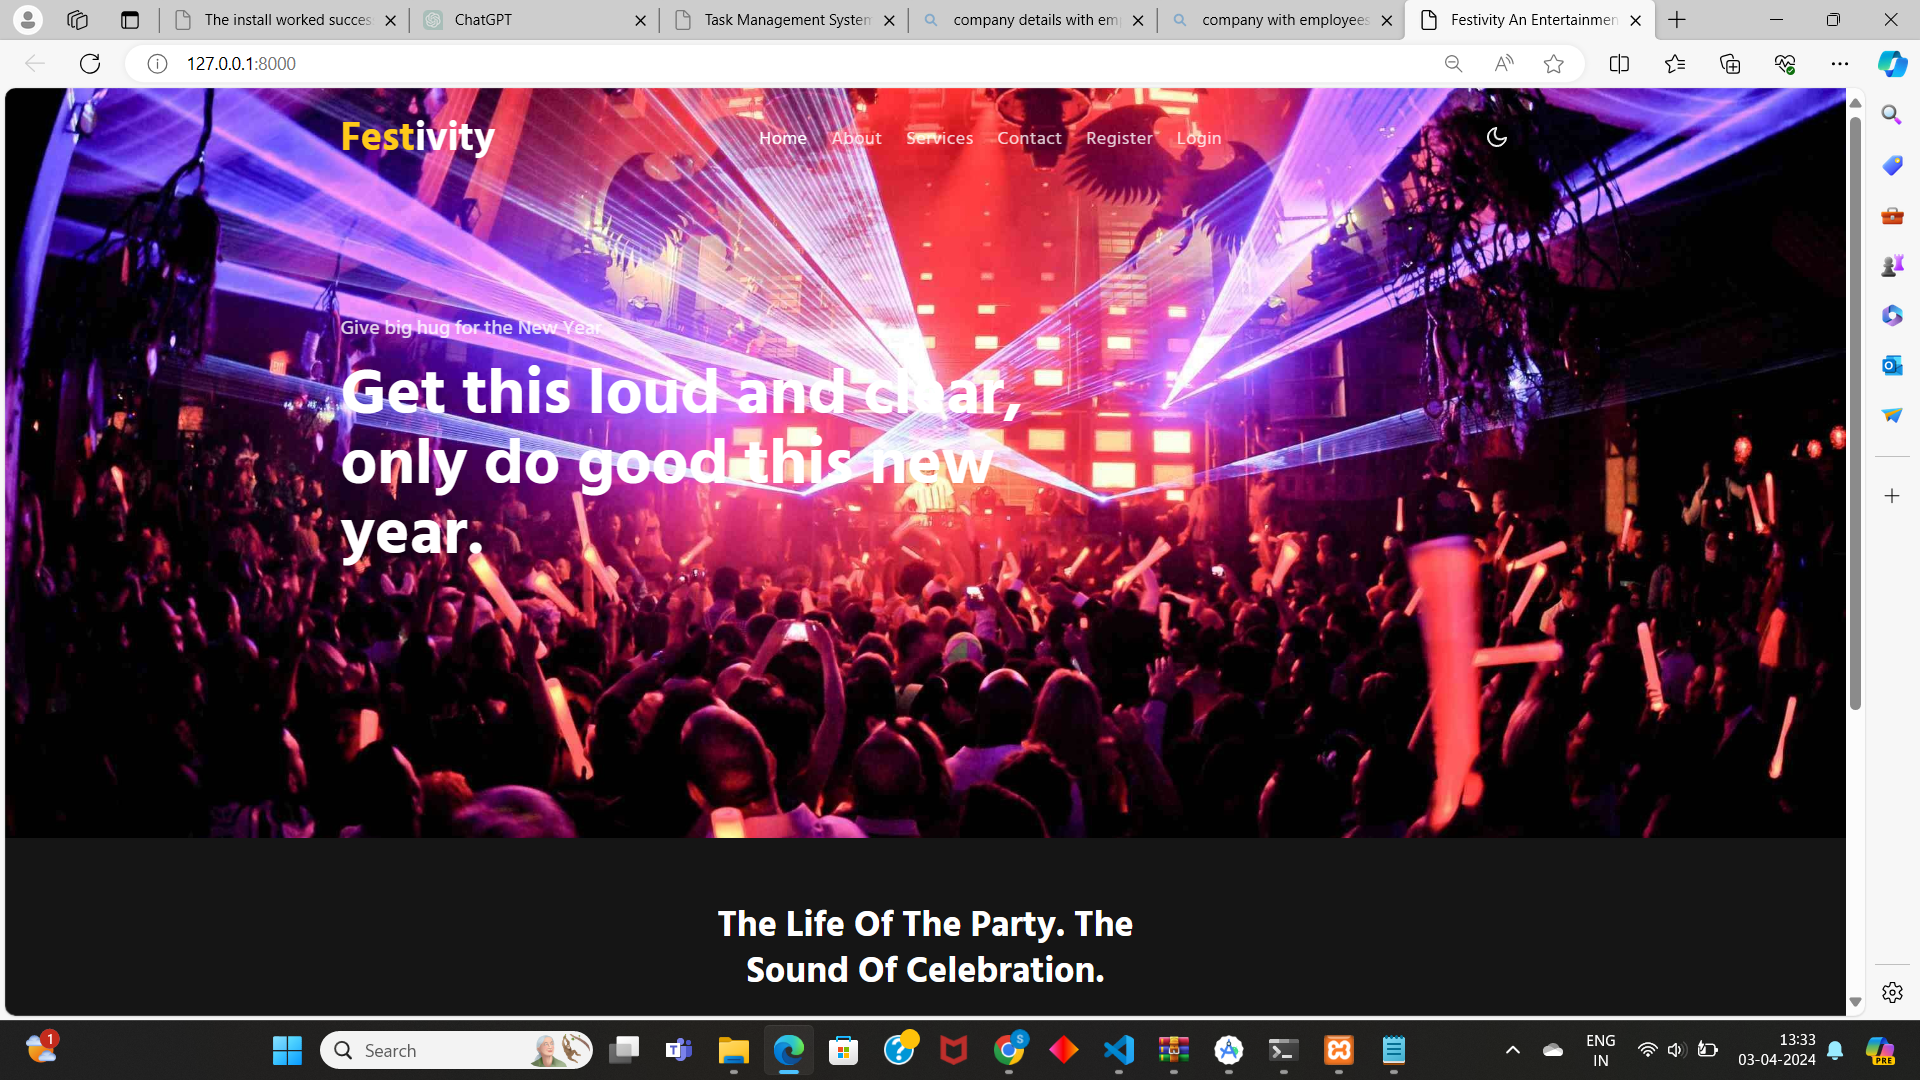 The install worked succes
ChatGPT
Task Management System
company details with emp
company with employees
Festivity An Entertainmen
127.0.0.1:8000
Festivity
Home About Services Contact Register Login
Give big hug for the New Year
Get this loud and clear,
only do good this new
year.
The Life Of The Party. The
Sound Of Celebration.
1
Search
S
ENG
IN
13:33
03-04-2024
PRE